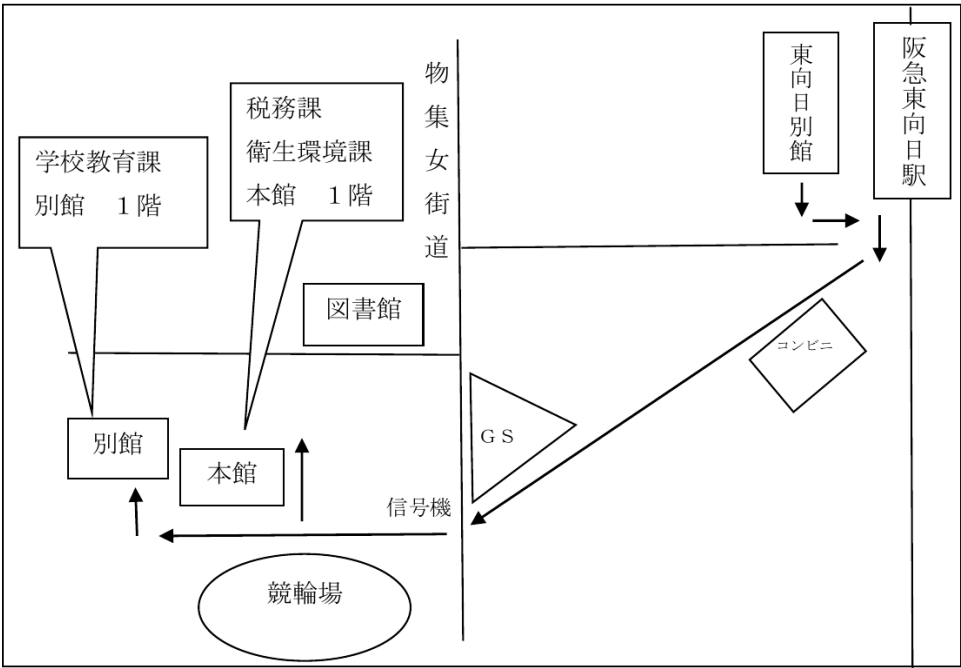 学校教育課
別館　１階
税務課
衛生環境課
本館　１階
物集女街道
東向日別館
阪急東向日駅
図書館
コンビニ
ＧＳ
別館
本館
信号機
競輪場